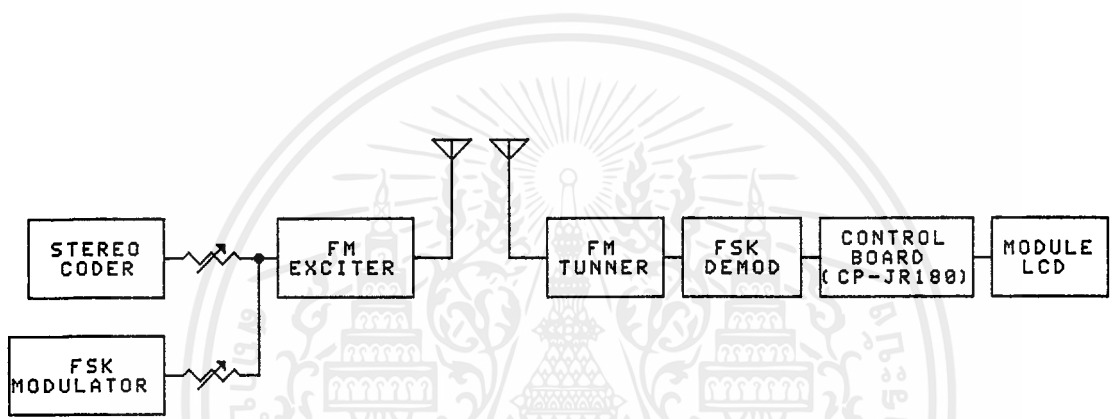 STEREO
CODER
FM
EXCITER
FM
TUNNER
FSK
DEMOD
CONTROL
BOARD
(CP-JR180)
MODULE
LCD
FSK
MODULATOR